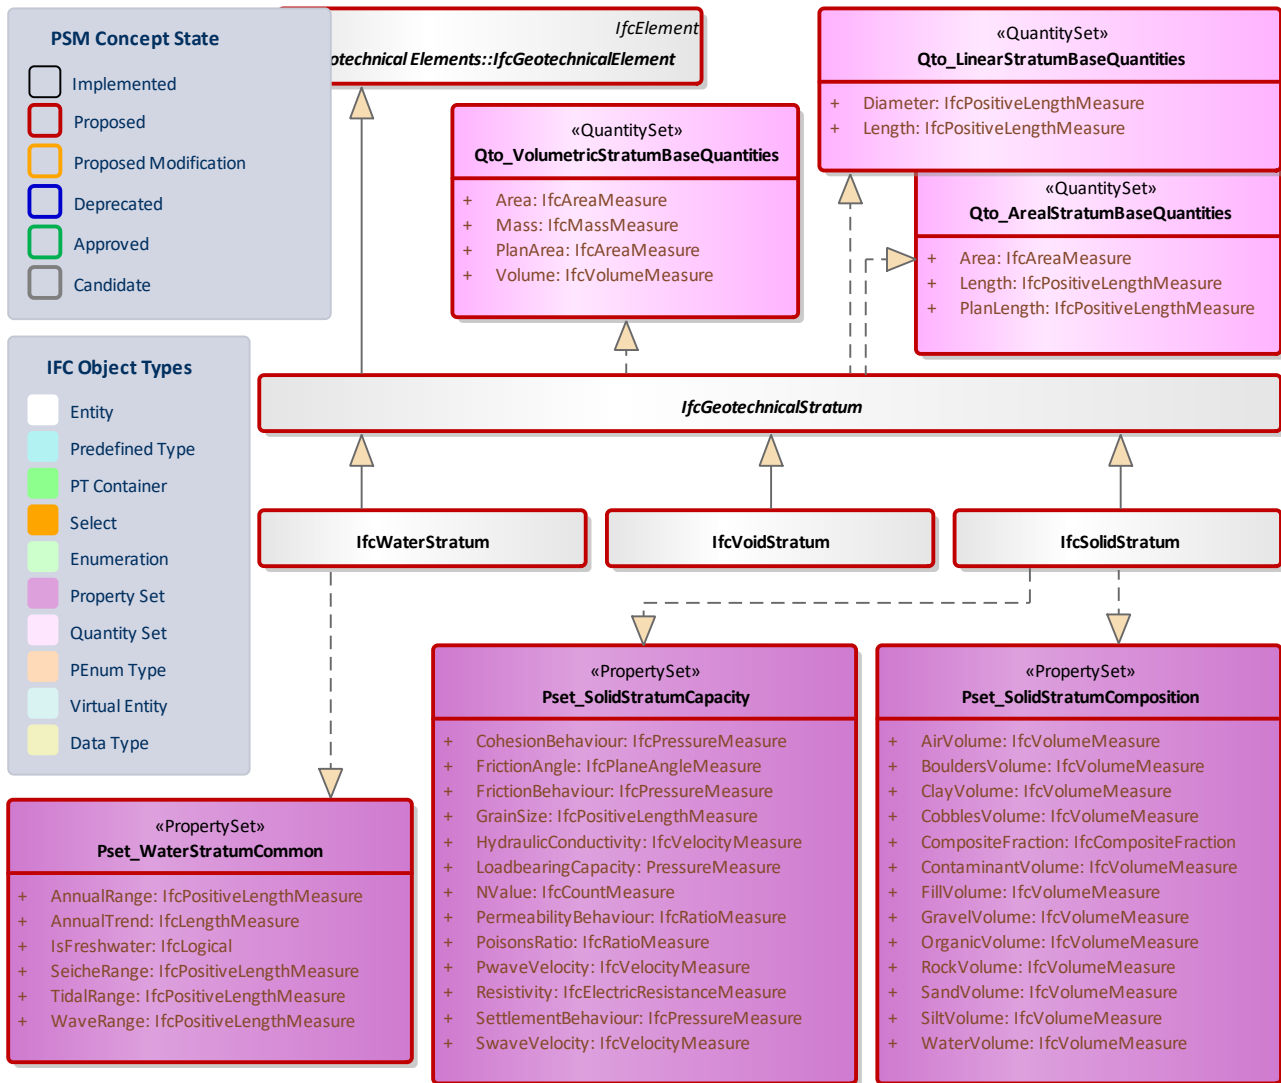 PSM Concept State
Implemented
Proposed
Proposed Modification
Deprecated
Approved
Candidate
IFC Object Types
Entity
Predefined Type
PT Container
Select
Enumeration
Property Set
Quantity Set
PEnum Type
Virtual Entity
Data Type
IfcElement
otechnical Elements::IfcGeotechnicalElement
«QuantitySet»
Qto_VolumetricStratumBaseQuantities
+ Area: IfcAreaMeasure
+ Mass: IfcMassMeasure
+ PlanArea: IfcAreaMeasure
+ Volume: IfcVolumeMeasure
«QuantitySet»
Qto_LinearStratumBaseQuantities
+ Diameter: IfcPositiveLengthMeasure
+ Length: IfcPositiveLengthMeasure
«QuantitySet»
Qto_ArealStratumBaseQuantities
+ Area: IfcAreaMeasure
+ Length: IfcPositiveLengthMeasure
+ PlanLength: IfcPositiveLengthMeasure
IfcGeotechnicalStratum
IfcWaterStratum
IfcVoidStratum
IfcSolidStratum
«PropertySet»
Pset_WaterStratumCommon
+ AnnualRange: IfcPositiveLengthMeasure
+ AnnualTrend: IfcLengthMeasure
+ IsFreshwater: IfcLogical
+ SeicheRange: IfcPositiveLengthMeasure
+ TidalRange: IfcPositiveLengthMeasure
+ WaveRange: IfcPositiveLengthMeasure
«PropertySet»
Pset_SolidStratumCapacity
+ CohesionBehaviour: IfcPressureMeasure
+ FrictionAngle: IfcPlaneAngleMeasure
+ FrictionBehaviour: IfcPressureMeasure
+ GrainSize: IfcPositiveLengthMeasure
+ HydraulicConductivity: IfcVelocityMeasure
+ LoadbearingCapacity: PressureMeasure
+ NValue: IfcCountMeasure
+ PermeabilityBehaviour: IfcRatioMeasure
+ PoisonsRatio: IfcRatioMeasure
+ PwaveVelocity: IfcVelocityMeasure
+ Resistivity: IfcElectricResistanceMeasure
+ SettlementBehaviour: IfcPressureMeasure
+ SwaveVelocity: IfcVelocityMeasure
«PropertySet»
Pset_SolidStratumComposition
+ AirVolume: IfcVolumeMeasure
+ BouldersVolume: IfcVolumeMeasure
+ ClayVolume: IfcVolumeMeasure
+ CobblesVolume: IfcVolumeMeasure
+ CompositeFraction: IfcCompositeFraction
+ ContaminantVolume: IfcVolumeMeasure
+ FillVolume: IfcVolumeMeasure
+ GravelVolume: IfcVolumeMeasure
+ OrganicVolume: IfcVolumeMeasure
+ RockVolume: IfcVolumeMeasure
+ SandVolume: IfcVolumeMeasure
+ SiltVolume: IfcVolumeMeasure
+ WaterVolume: IfcVolumeMeasure